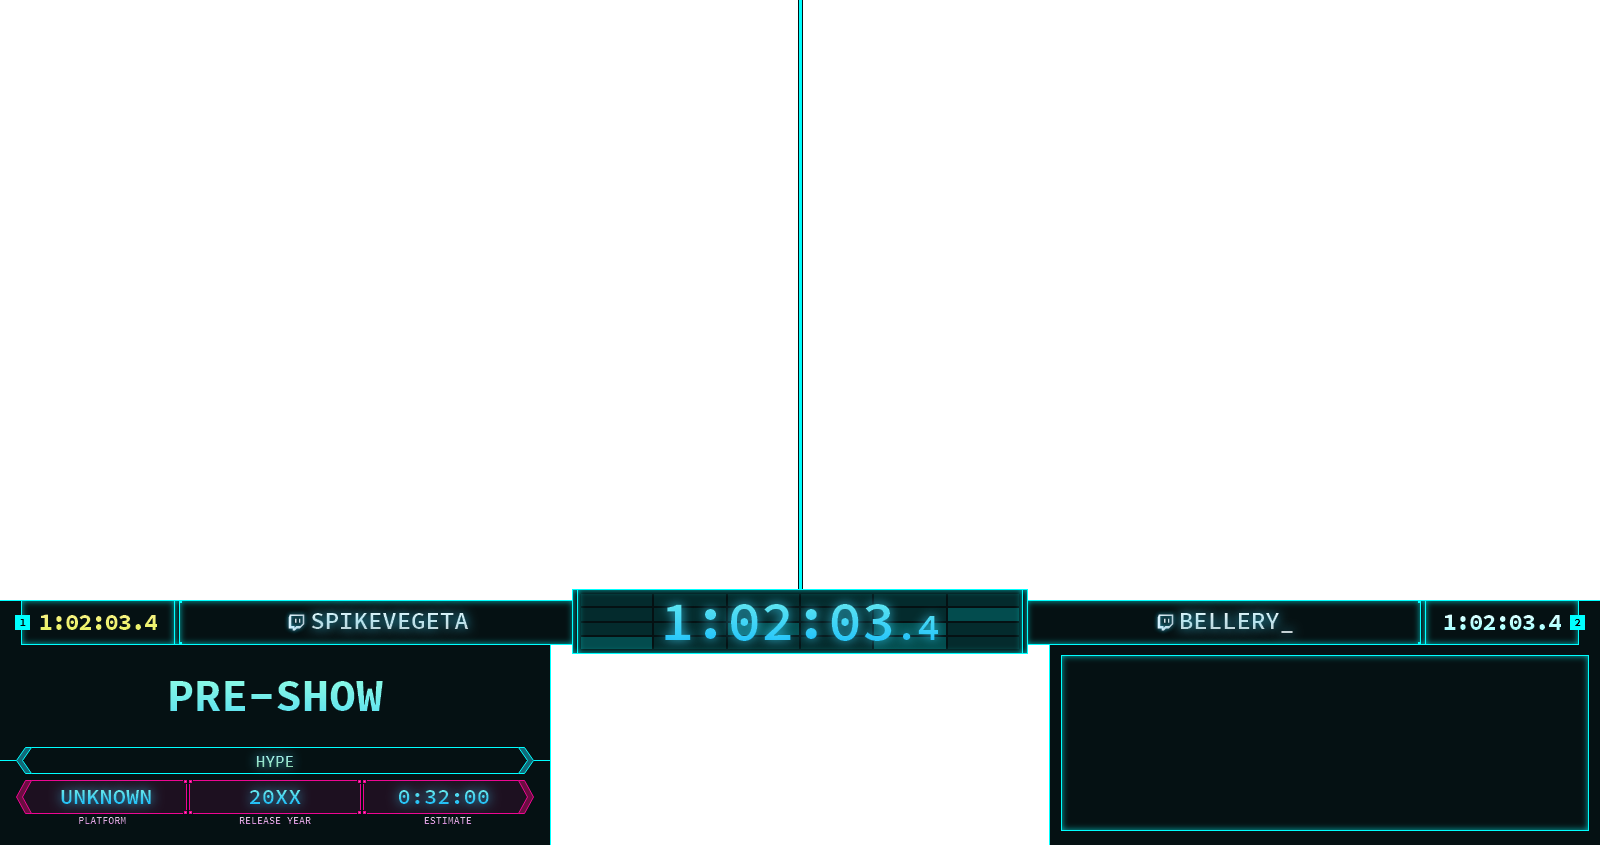 1 1:02:03.4 SPIKEVEGETA 1:02:03.4 BELLERY_ 1:02:03.4 2
PRE-SHOW
HYPE
UNKNOWN 20XX 0:32:00
PLATFORM RELEASE YEAR ESTIMATE